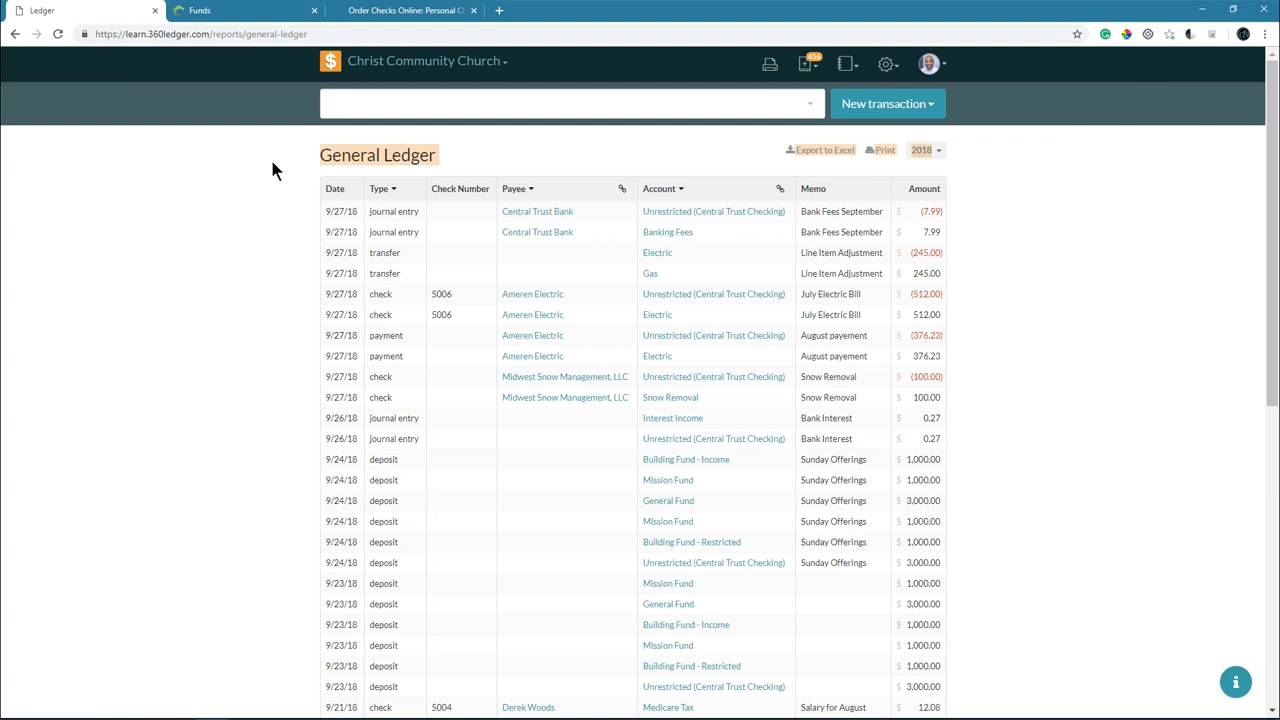 Ledger
Funds
Order Checks Online: Personal C
https://learn.360ledger.com/reports/general-ledger
$ Christ Community Church
456
New transaction
General Ledger
Export to Excel Print 2018
Date Type Check Number Payee Account Memo Amount
9/27/18 journal entry Central Trust Bank Unrestricted (Central Trust Checking) Bank Fees September $ (7.99)
9/27/18 journal entry Central Trust Bank Banking Fees Bank Fees September $ 7.99
9/27/18 transfer Electric Line Item Adjustment $ (245.00)
9/27/18 transfer Gas Line Item Adjustment $ 245.00
9/27/18 check 5006 Ameren Electric Unrestricted (Central Trust Checking) July Electric Bill $ (512.00)
9/27/18 check 5006 Ameren Electric Electric July Electric Bill $ 512.00
9/27/18 payment Ameren Electric Unrestricted (Central Trust Checking) August payement $ (376.23)
9/27/18 payment Ameren Electric Electric August payement $ 376.23
9/27/18 check Midwest Snow Management, LLC Unrestricted (Central Trust Checking) Snow Removal $ (100.00)
9/27/18 check Midwest Snow Management, LLC Snow Removal Snow Removal $ 100.00
9/26/18 journal entry Interest Income Bank Interest $ 0.27
9/26/18 journal entry Unrestricted (Central Trust Checking) Bank Interest $ 0.27
9/24/18 deposit Building Fund - Income Sunday Offerings $ 1,000.00
9/24/18 deposit Mission Fund Sunday Offerings $ 1,000.00
9/24/18 deposit General Fund Sunday Offerings $ 3,000.00
9/24/18 deposit Mission Fund Sunday Offerings $ 1,000.00
9/24/18 deposit Building Fund - Restricted Sunday Offerings $ 1,000.00
9/24/18 deposit Unrestricted (Central Trust Checking) Sunday Offerings $ 3,000.00
9/23/18 deposit Mission Fund $ 1,000.00
9/23/18 deposit General Fund $ 3,000.00
9/23/18 deposit Building Fund - Income $ 1,000.00
9/23/18 deposit Mission Fund $ 1,000.00
9/23/18 deposit Building Fund - Restricted $ 1,000.00
9/23/18 deposit Unrestricted (Central Trust Checking) $ 3,000.00
9/21/18 check 5004 Derek Woods Medicare Tax Salary for August $ 12.08